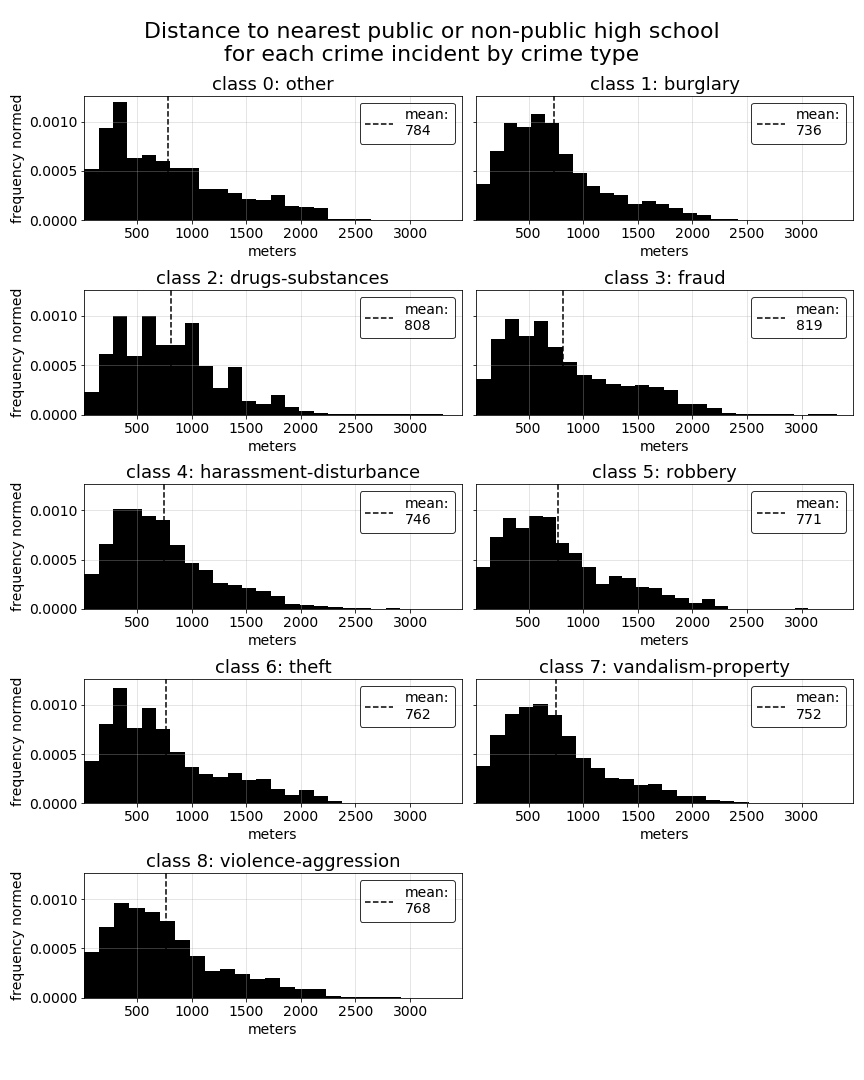 Distance to nearest public or non-public high school
for each crime incident by crime type
class 0: other
class 1: burglary
frequency normed
0.0010
0.0005
0.0000
mean:
784
mean:
736
500 1000 1500 2000 2500 3000
500 1000 1500 2000 2500 3000
meters
meters
class 2: drugs-substances
class 3: fraud
frequency normed
0.0010
0.0005
0.0000
mean:
808
mean:
819
500 1000 1500 2000 2500 3000
500 1000 1500 2000 2500 3000
meters
meters
class 4: harassment-disturbance
class 5: robbery
frequency normed
0.0010
0.0005
0.0000
mean:
746
mean:
771
500 1000 1500 2000 2500 3000
500 1000 1500 2000 2500 3000
meters
meters
class 6: theft
class 7: vandalism-property
frequency normed
0.0010
0.0005
0.0000
mean:
762
mean:
752
500 1000 1500 2000 2500 3000
500 1000 1500 2000 2500 3000
meters
meters
class 8: violence-aggression
frequency normed
0.0010
0.0005
0.0000
mean:
768
500 1000 1500 2000 2500 3000
meters